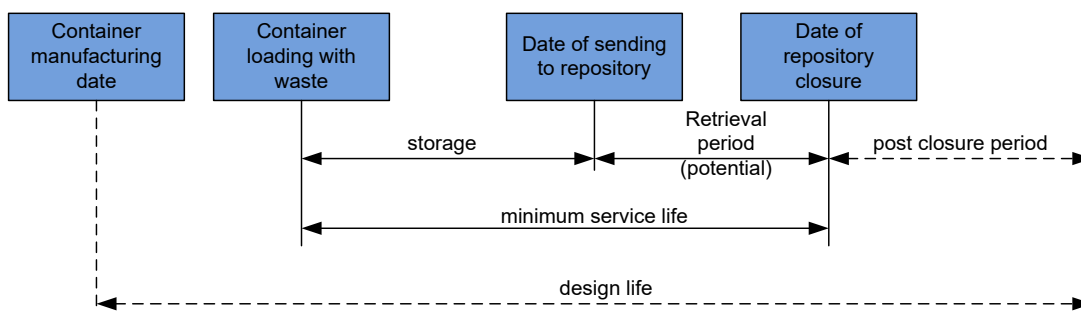 Container
manufacturing
date
Container
loading with
waste
Date of sending
to repository
Date of
repository
closure
storage
Retrieval
period
(potential)
post closure period
minimum service life
design life